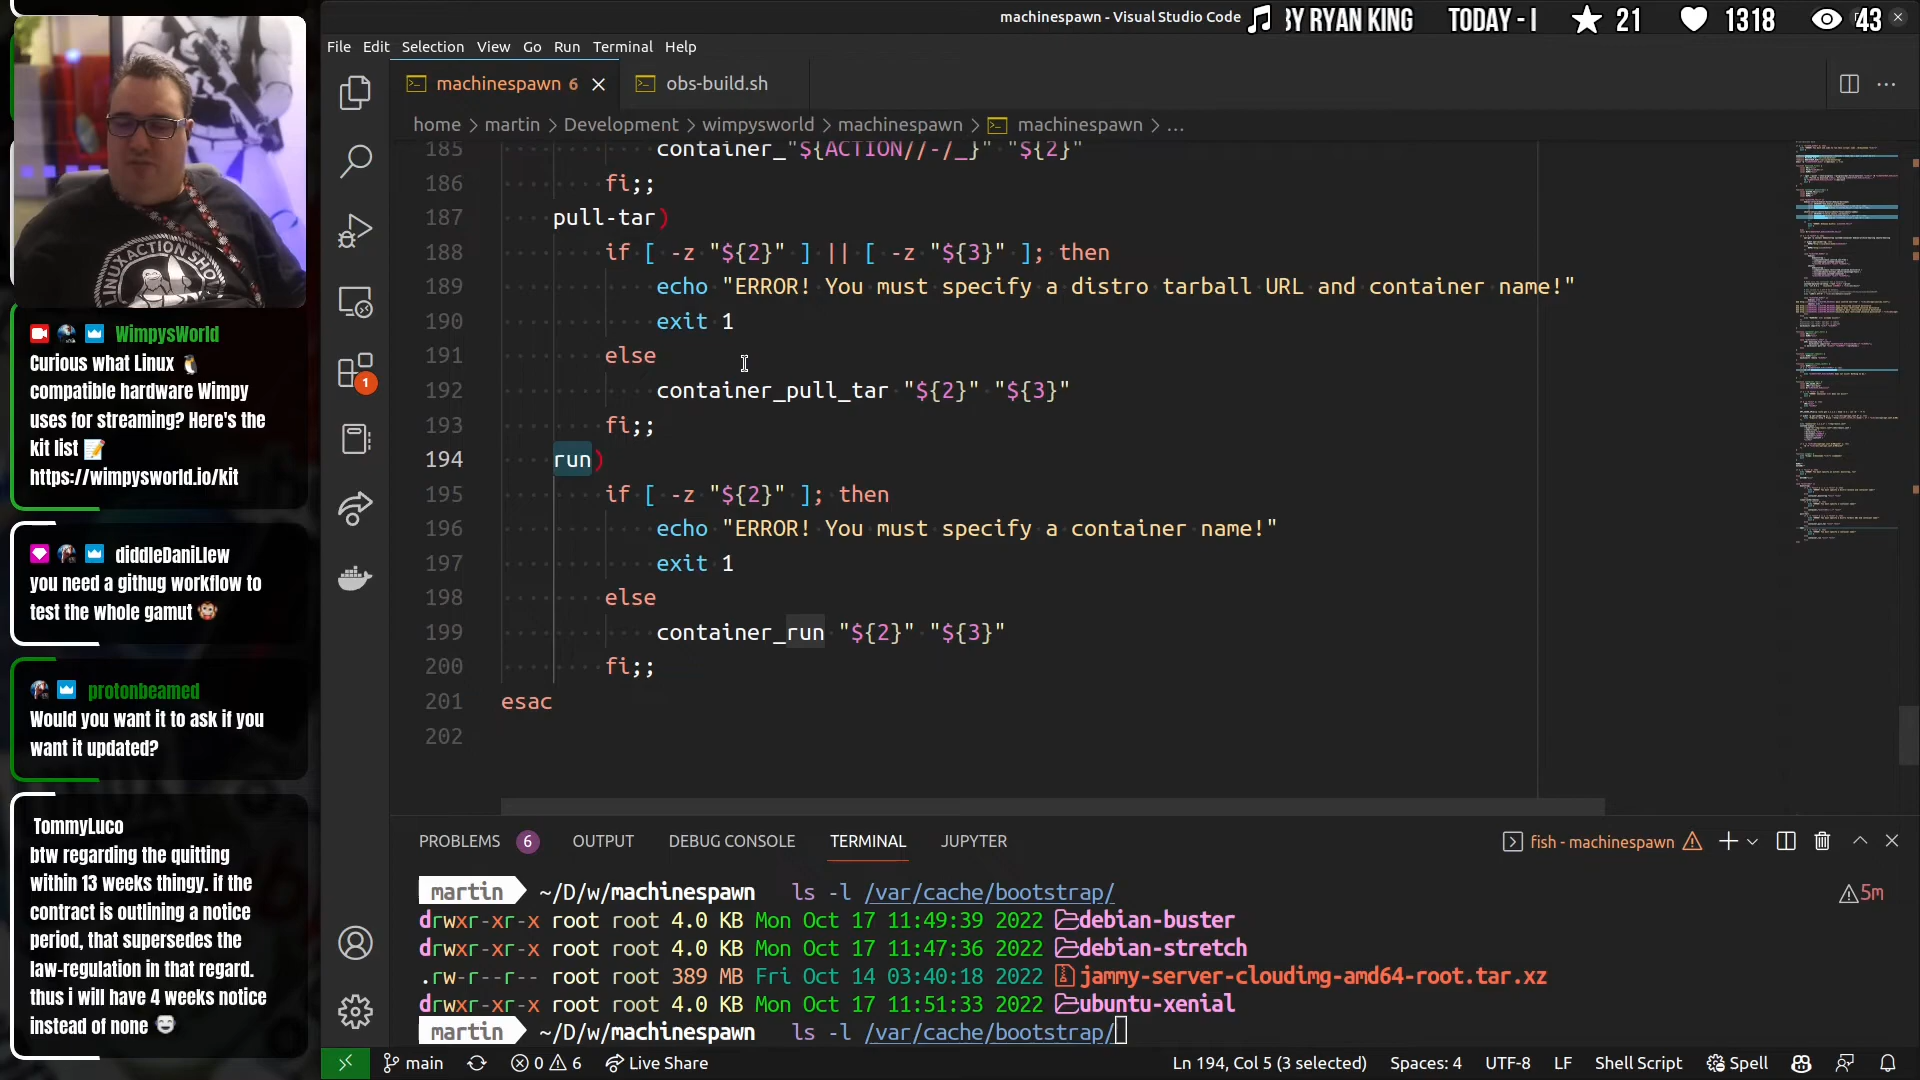 machinespawn - Visual Studio Code
BY RYAN KING
TODAY - I
21
1318
43
File Edit Selection View Go Run Terminal Help
machinespawn 6
obs-build.sh
home > martin > Development > wimpysworld > machinespawn > machinespawn > ...
185 container_"${ACTION//-/_}" "${2}"
186 fi;;
187 pull-tar)
188 if [ -z "${2}" ] || [ -z "${3}" ]; then
189 echo "ERROR! You must specify a distro tarball URL and container name!"
190 exit 1
191 else
192 container_pull_tar "${2}" "${3}"
193 fi;;
194 run)
195 if [ -z "${2}" ]; then
196 echo "ERROR! You must specify a container name!"
197 exit 1
198 else
199 container_run "${2}" "${3}"
200 fi;;
201 esac
202
1
PROBLEMS 6 OUTPUT DEBUG CONSOLE TERMINAL JUPYTER
fish - machinespawn
martin ~/D/w/machinespawn ls -l /var/cache/bootstrap/
5m
drwxr-xr-x root root 4.0 KB Mon Oct 17 11:49:39 2022 debian-buster
drwxr-xr-x root root 4.0 KB Mon Oct 17 11:47:36 2022 debian-stretch
.rw-r--r-- root root 389 MB Fri Oct 14 03:40:18 2022 jammy-server-cloudimg-amd64-root.tar.xz
drwxr-xr-x root root 4.0 KB Mon Oct 17 11:51:33 2022 ubuntu-xenial
martin ~/D/w/machinespawn ls -l /var/cache/bootstrap/
main
0 6
Live Share
Ln 194, Col 5 (3 selected) Spaces: 4 UTF-8 LF Shell Script Spell
LINUX ACTION SHOW
WimpysWorld
Curious what Linux 🐧
compatible hardware Wimpy
uses for streaming? Here's the
kit list 📝
https://wimpysworld.io/kit
diddleDaniLlew
you need a githug workflow to
test the whole gamut 🐵
protonbeamed
Would you want it to ask if you
want it updated?
TommyLuco
btw regarding the quitting
within 13 weeks thingy. if the
contract is outlining a notice
period, that supersedes the
law-regulation in that regard.
thus i will have 4 weeks notice
instead of none